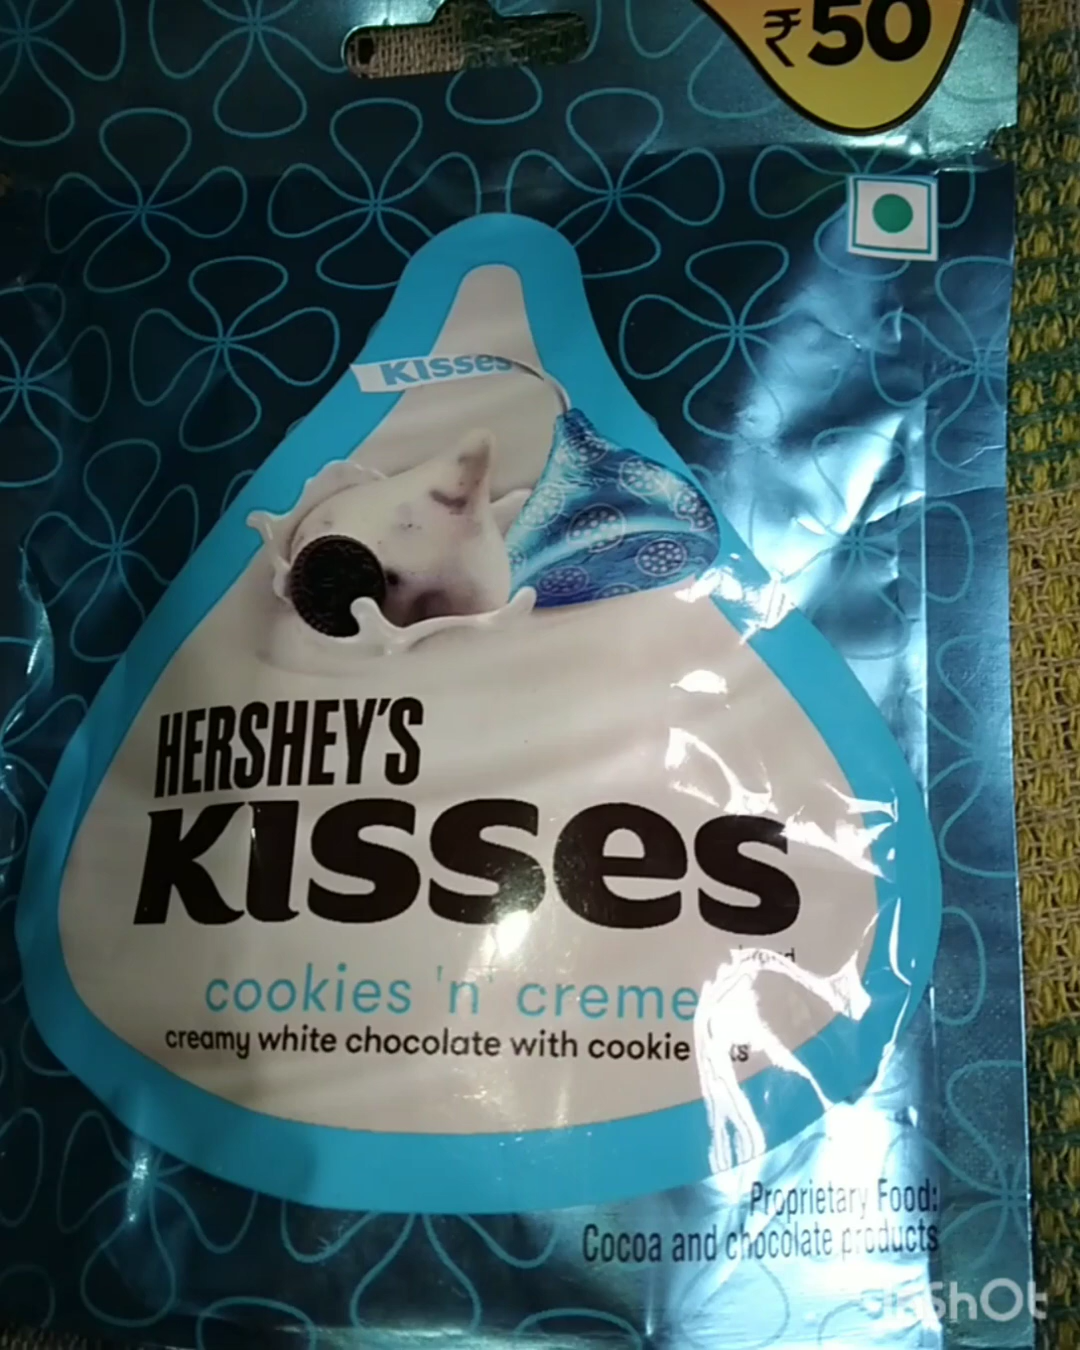 ₹50
KISSES
HERSHEY'S
KISSES
cookies 'n' creme
creamy white chocolate with cookie
Proprietary Food:
Cocoa and chocolate products